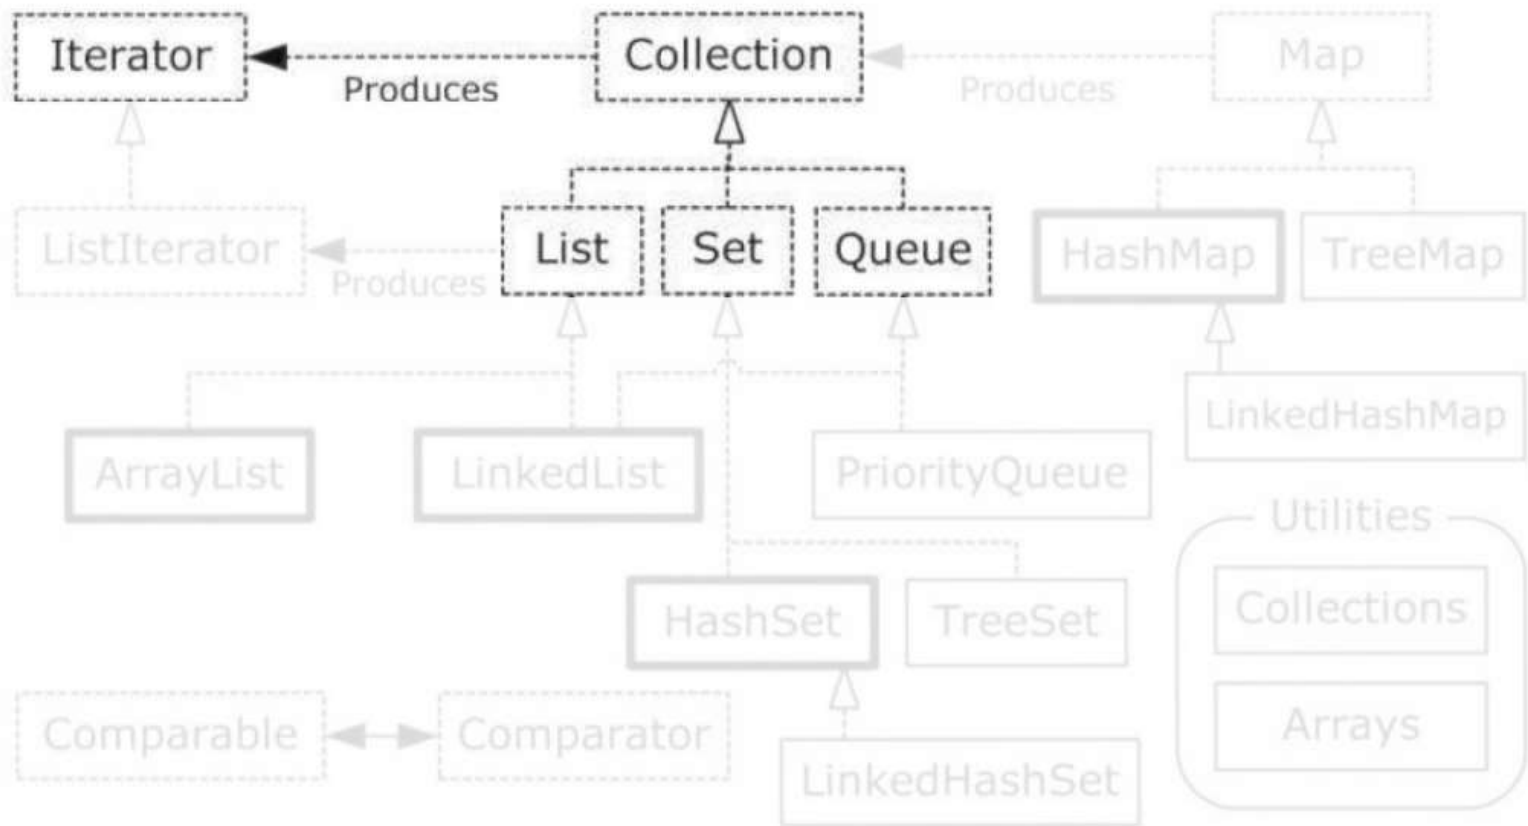 Iterator
Produces
Collection
Produces
Map
ListIterator
Produces
List
Set
Queue
HashMap
TreeMap
LinkedHashMap
ArrayList
LinkedList
PriorityQueue
Utilities
Collections
Arrays
HashSet
TreeSet
Comparable
Comparator
LinkedHashSet